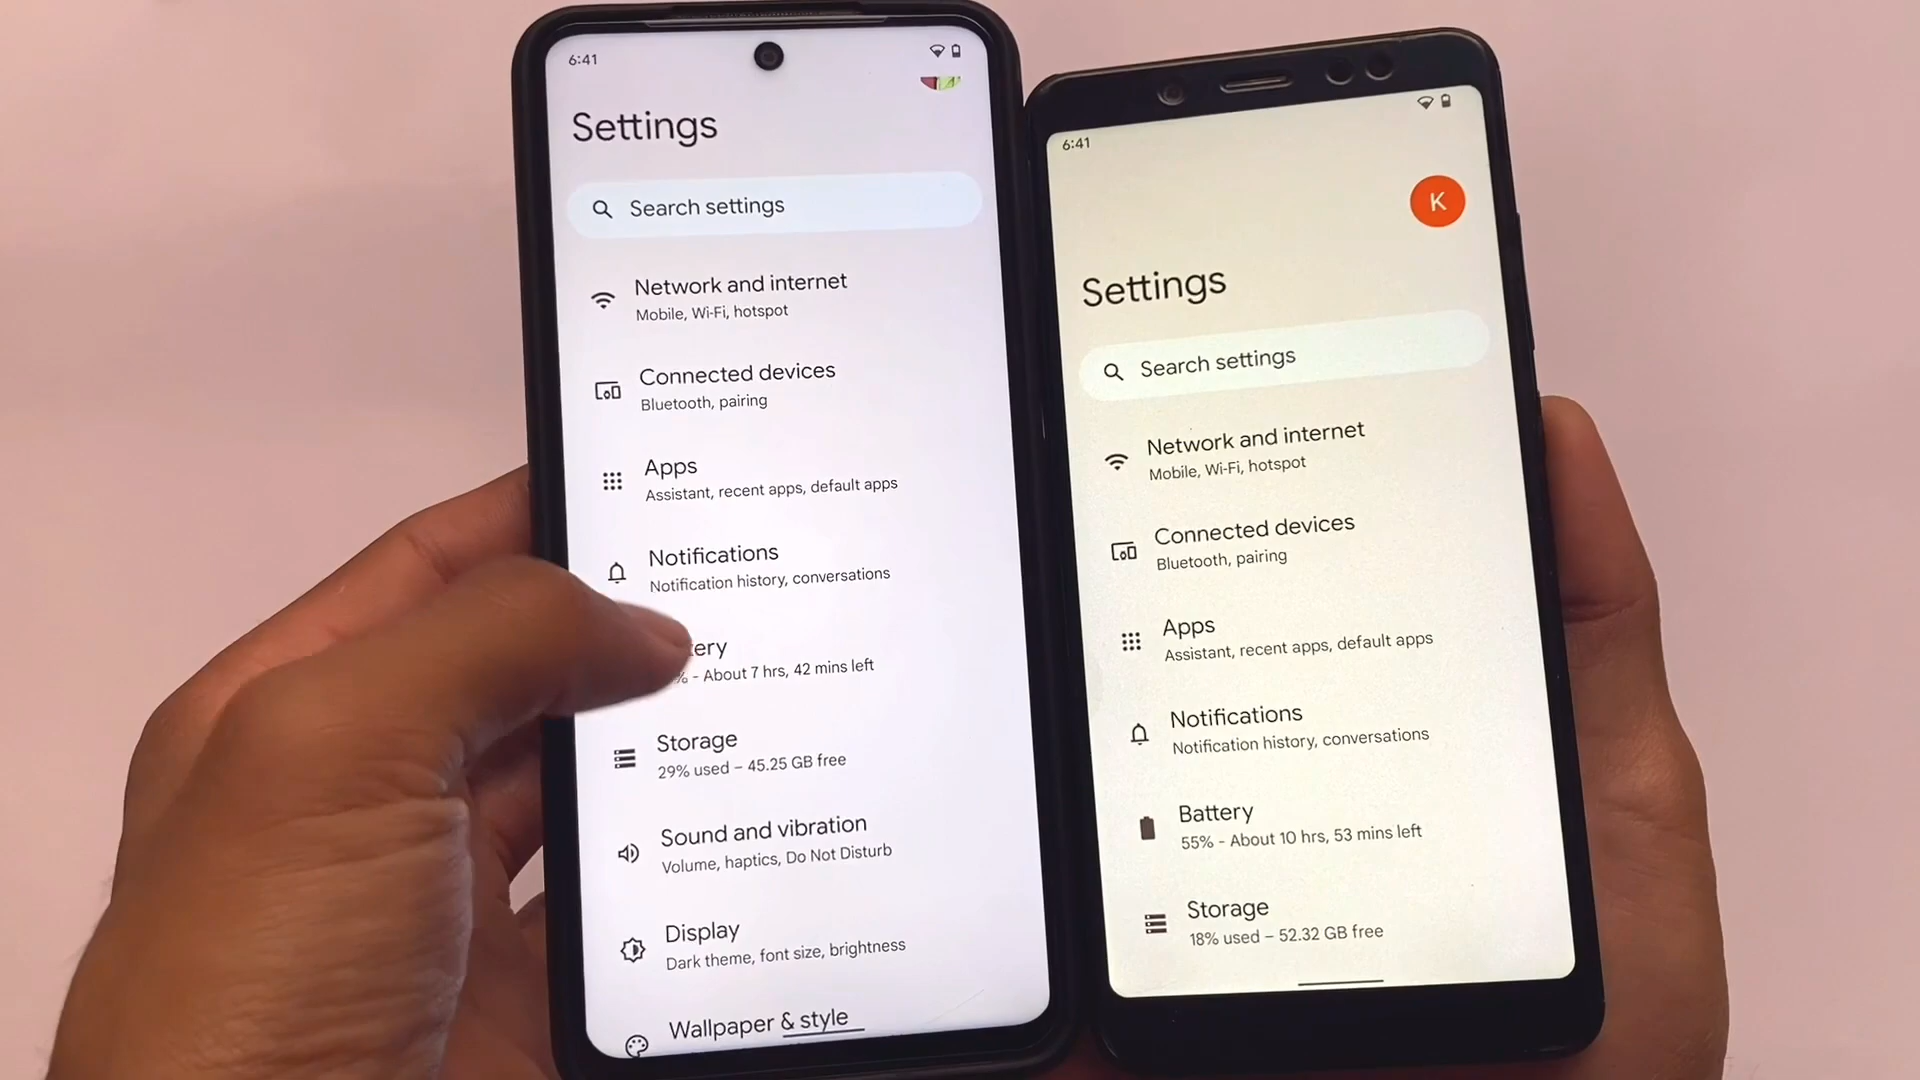 6:41
Settings
Search settings
Network and internet
Mobile, Wi-Fi, hotspot
Connected devices
Bluetooth, pairing
Apps
Assistant, recent apps, default apps
Notifications
Notification history, conversations
% - About 7 hrs, 42 mins left
Storage
29% used – 45.25 GB free
Sound and vibration
Volume, haptics, Do Not Disturb
Display
Dark theme, font size, brightness
Wallpaper & style
6:41
K
Settings
Search settings
Network and internet
Mobile, Wi-Fi, hotspot
Connected devices
Bluetooth, pairing
Apps
Assistant, recent apps, default apps
Notifications
Notification history, conversations
Battery
55% - About 10 hrs, 53 mins left
Storage
18% used – 52.32 GB free